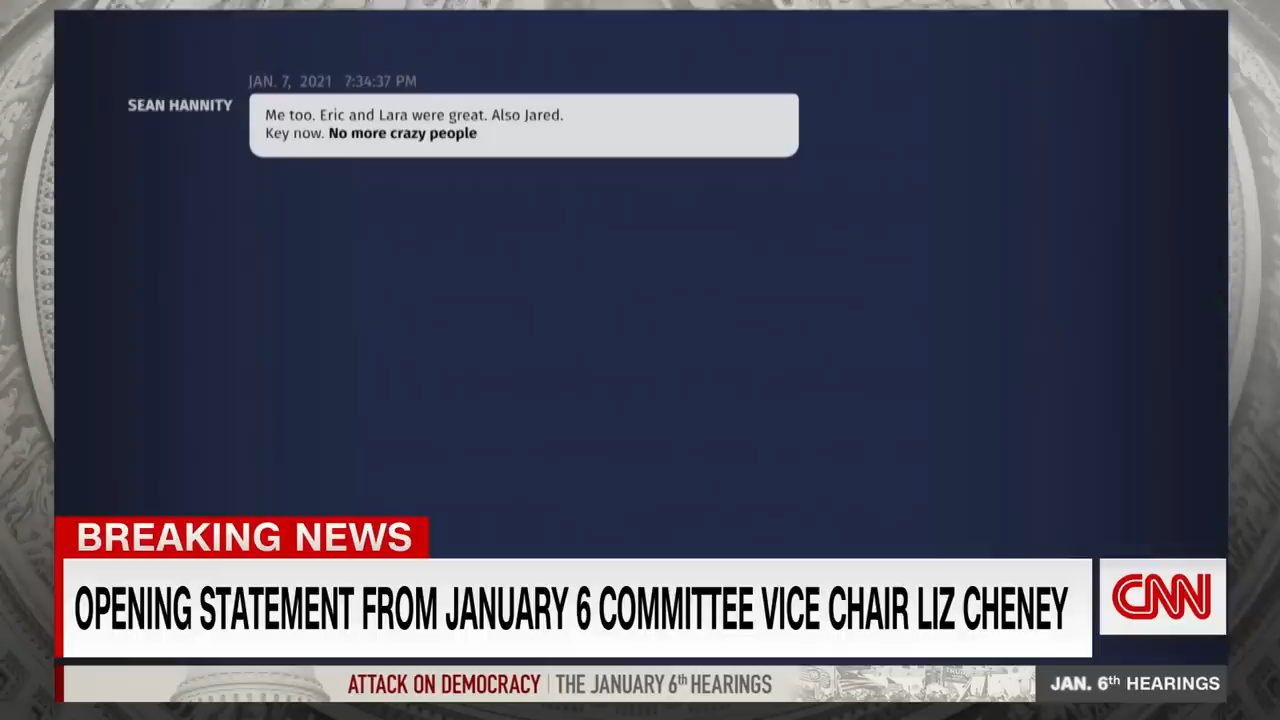 JAN. 7, 2021 7:34:37 PM
SEAN HANNITY
Me too. Eric and Lara were great. Also Jared.
Key now. No more crazy people
BREAKING NEWS
OPENING STATEMENT FROM JANUARY 6 COMMITTEE VICE CHAIR LIZ CHENEY
CNN
ATTACK ON DEMOCRACY | THE JANUARY 6th HEARINGS
JAN. 6th HEARINGS